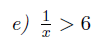 e) 1/x > 6